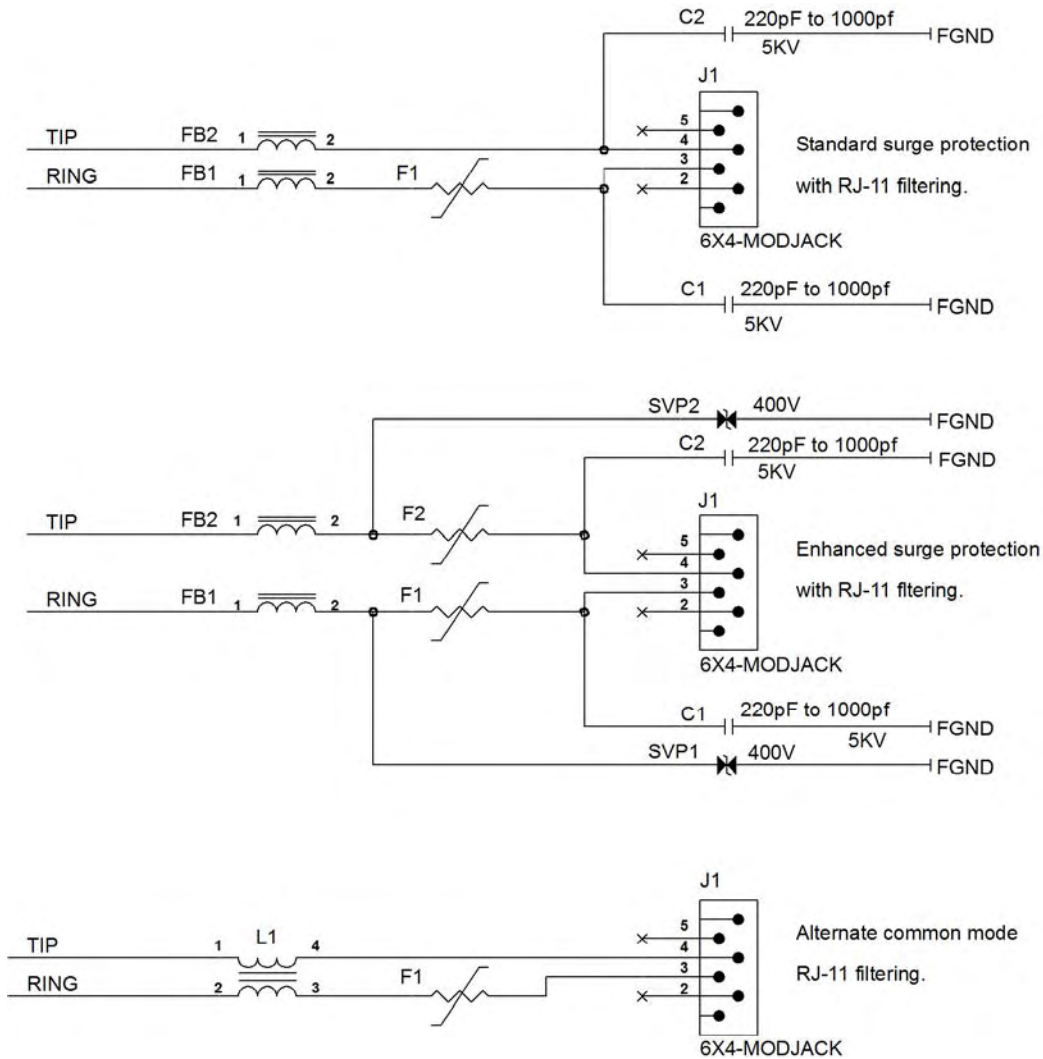 C2 220pF to 1000pf
5KV
FGND
J1
TIP FB2 1 2
5
4
RING FB1 1 2 F1
3
2
Standard surge protection
with RJ-11 filtering.
6X4-MODJACK
C1 220pF to 1000pf
5KV
FGND
SVP2 400V
FGND
C2 220pF to 1000pf
5KV
FGND
J1
TIP FB2 1 2 F2
5
4
RING FB1 1 2 F1
3
2
Enhanced surge protection
with RJ-11 fltering.
6X4-MODJACK
C1 220pF to 1000pf
5KV
FGND
SVP1 400V
FGND
J1
TIP 1 L1 4
5
4
RING 2 3 F1
3
2
Alternate common mode
RJ-11 filtering.
6X4-MODJACK